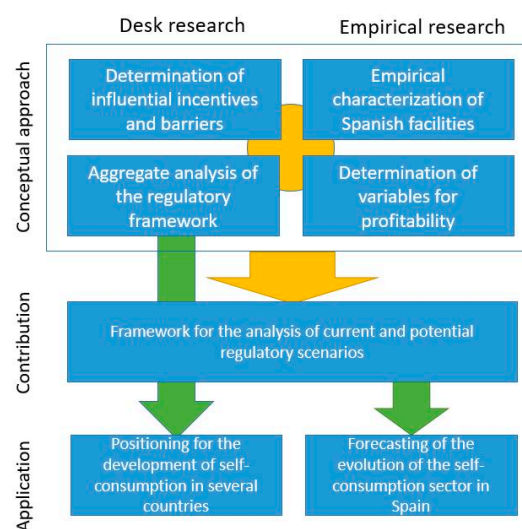 Desk research
Empirical research
Conceptual approach
Determination of
influential incentives
and barriers
Empirical
characterization of
Spanish facilities
Aggregate analysis of
the regulatory
framework
Determination of
variables for
profitability
Contribution
Framework for the analysis of current and potential
regulatory scenarios
Application
Positioning for the
development of self-
consumption in several
countries
Forecasting of the
evolution of the self-
consumption sector in
Spain